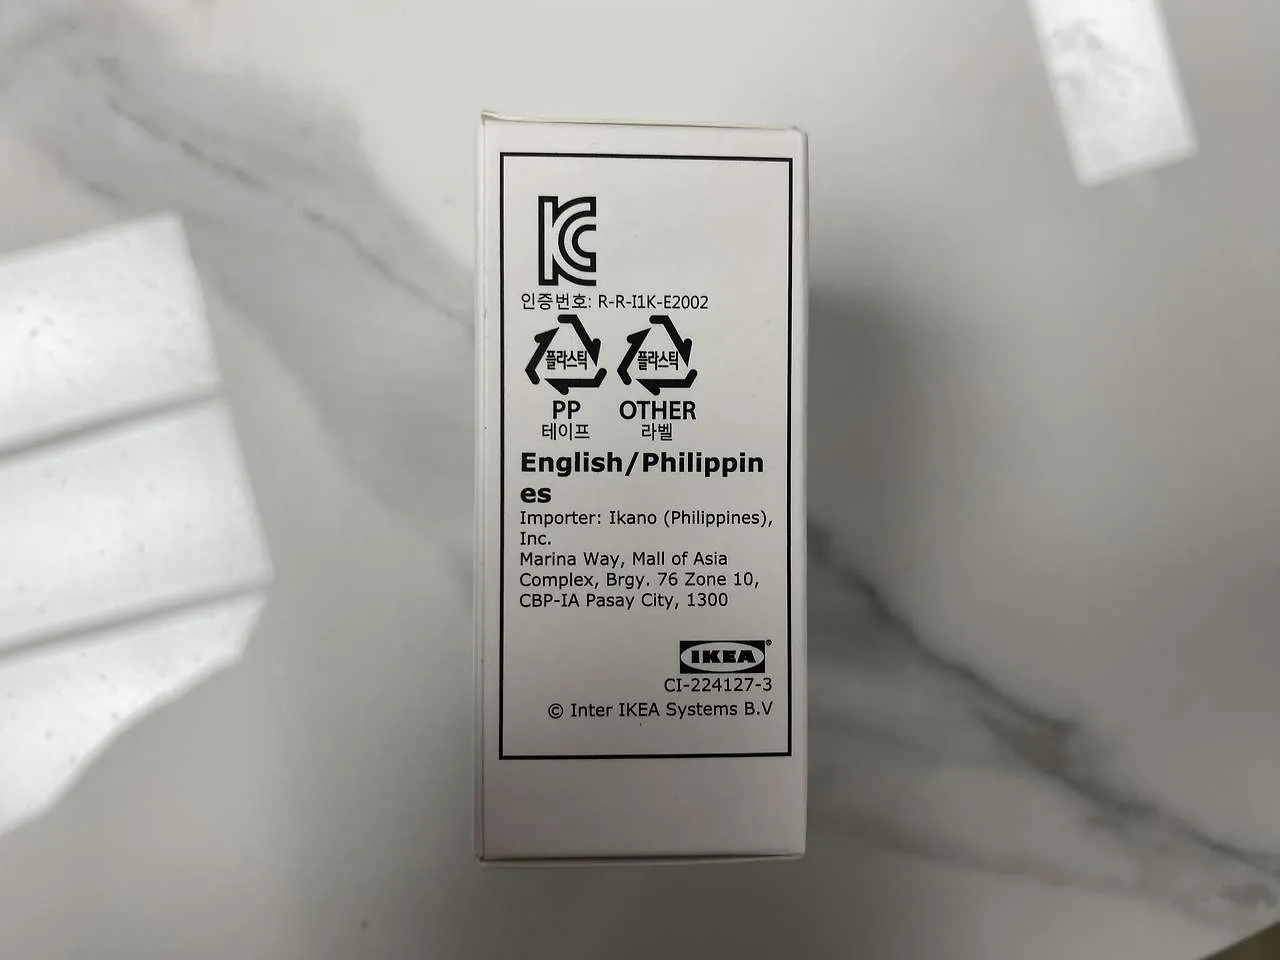 KC
인증번호: R-R-I1K-E2002
플라스틱 플라스틱
PP OTHER
테이프 라벨
English/Philippin
es
Importer: Ikano (Philippines),
Inc.
Marina Way, Mall of Asia
Complex, Brgy. 76 Zone 10,
CBP-IA Pasay City, 1300
IKEA®
CI-224127-3
© Inter IKEA Systems B.V